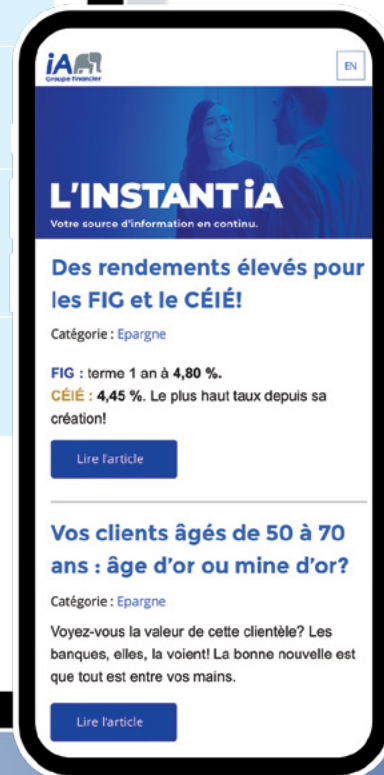 iA
Groupe financier
EN
L'INSTANT iA
Votre source d'information en continu.
Des rendements élevés pour
les FIG et le CÉIÉ!
Catégorie : Epargne
FIG : terme 1 an à 4,80 %.
CÉIÉ : 4,45 %. Le plus haut taux depuis sa
création!
Lire l'article
Vos clients âgés de 50 à 70
ans : âge d'or ou mine d'or?
Catégorie : Epargne
Voyez-vous la valeur de cette clientèle? Les
banques, elles, la voient! La bonne nouvelle est
que tout est entre vos mains.
Lire l'article